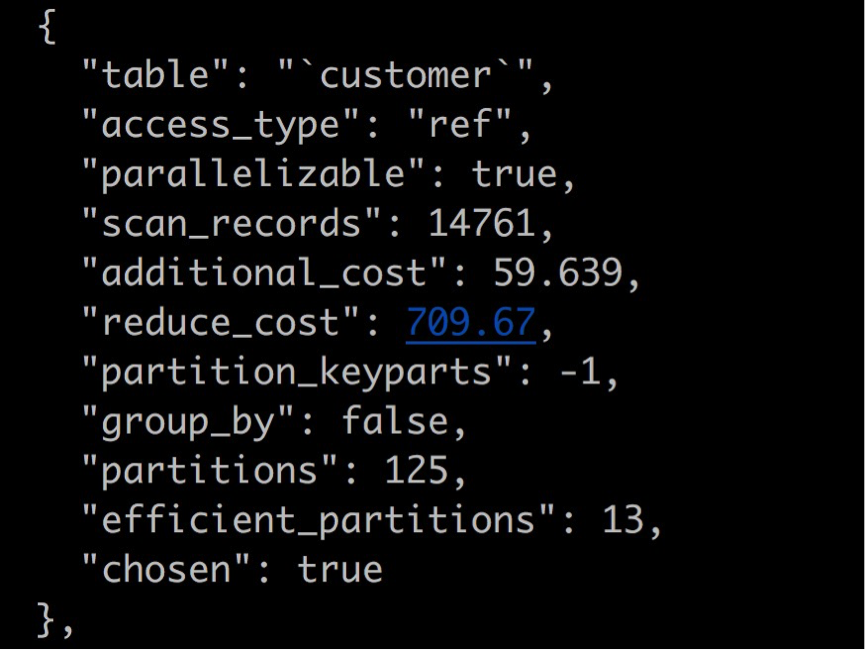 {
"table": "`customer`",
"access_type": "ref",
"parallelizable": true,
"scan_records": 14761,
"additional_cost": 59.639,
"reduce_cost": 709.67,
"partition_keyparts": -1,
"group_by": false,
"partitions": 125,
"efficient_partitions": 13,
"chosen": true
},